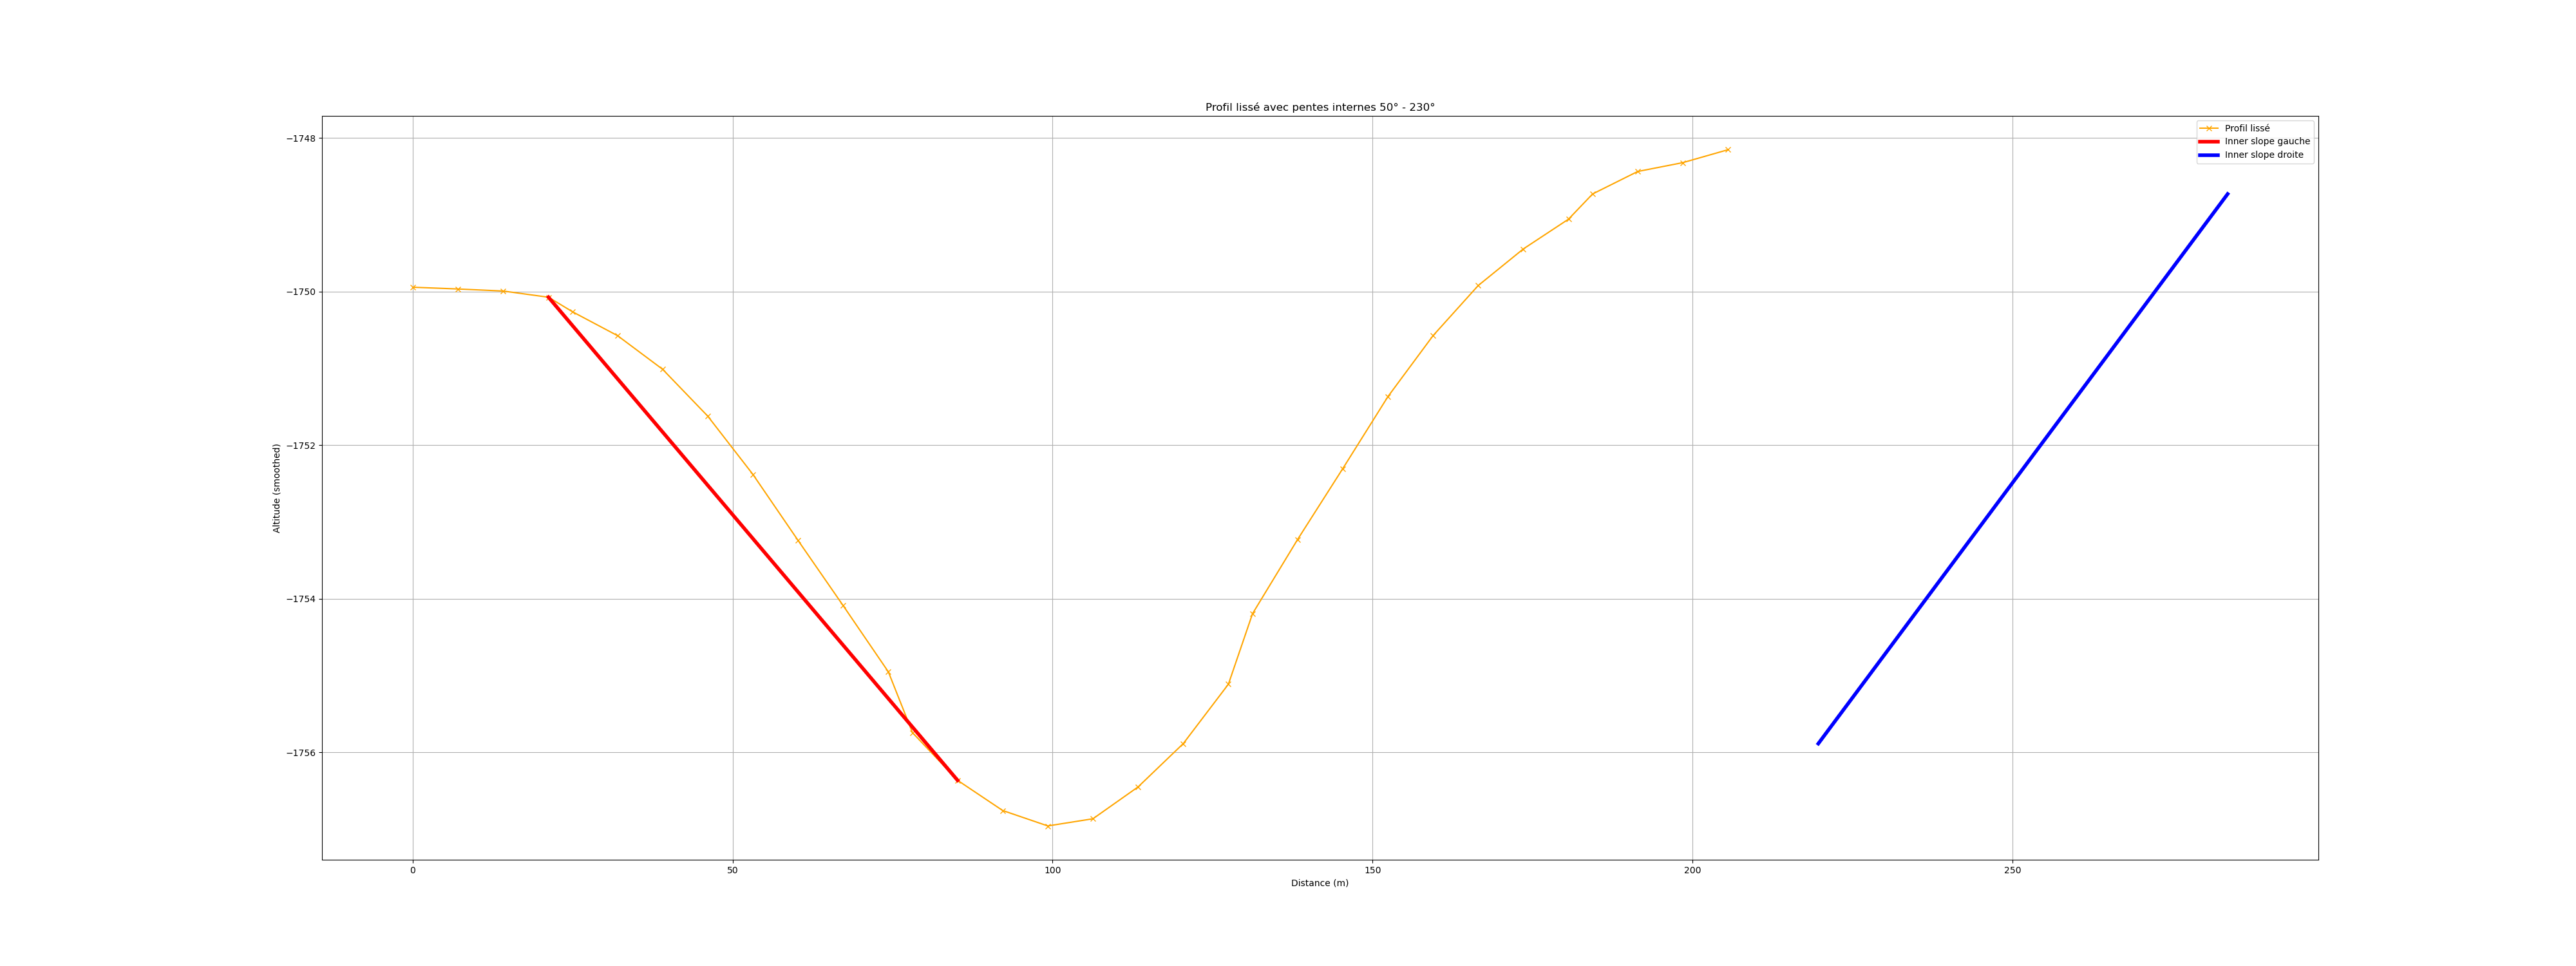 Profil lissé avec pentes internes 50° - 230°
Profil lissé
Inner slope gauche
Inner slope droite
Altitude (smoothed)
−1748
−1750
−1752
−1754
−1756
0 50 100 150 200 250
Distance (m)